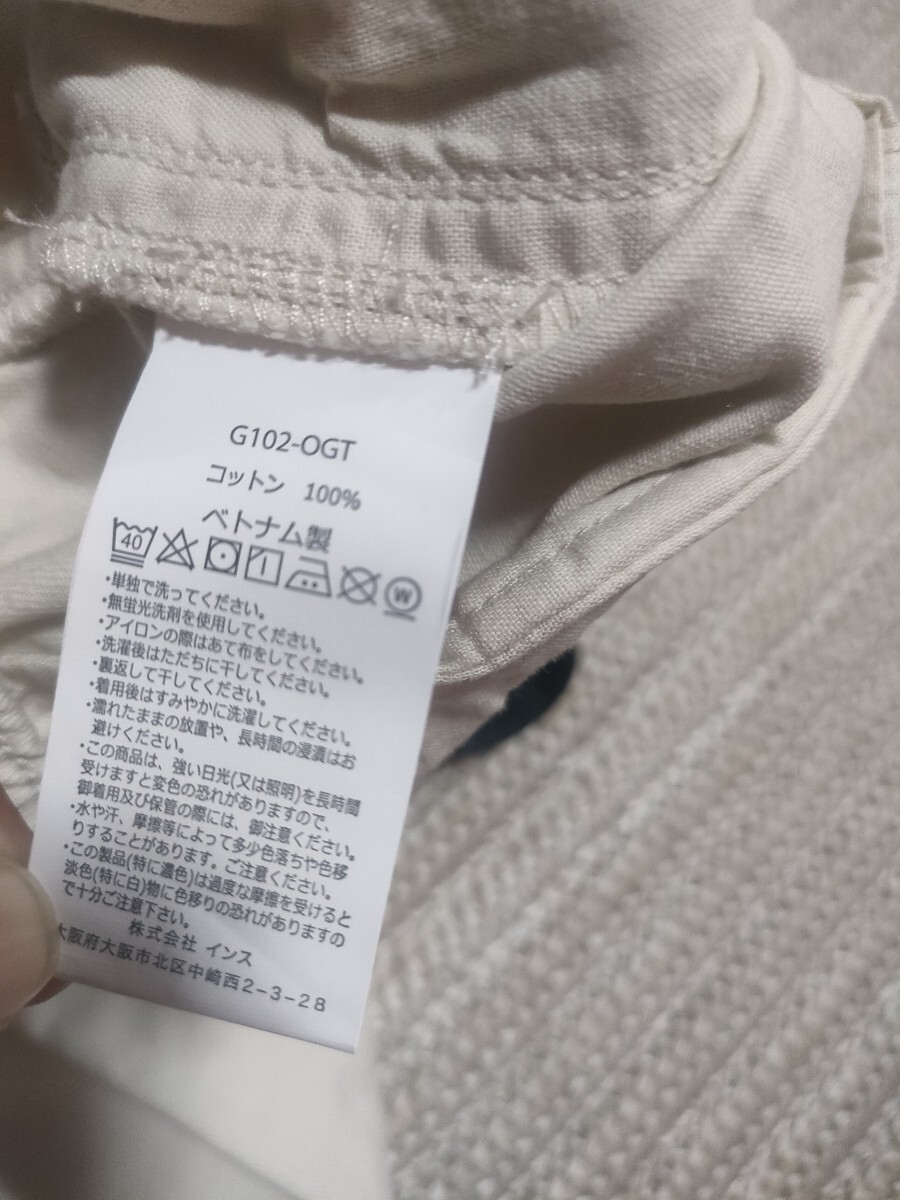 G102-OGT
コットン 100%
ベトナム製
40 W
・単独で洗ってください。
・無蛍光洗剤を使用してください。
・アイロンの際はあて布をしてください。
・洗濯後はただちに干してください。
・裏返して干してください。
・着用後はすみやかに洗濯してください。
・濡れたままの放置や、長時間の浸漬はお
避けください。
・この商品は、強い日光(又は照明)を長時間
受けますと変色の恐れがありますので、
御着用及び保管の際には、御注意ください。
・水や汗、摩擦等によって多少色落ちや色移
りすることがあります。ご注意ください。
・この製品(特に濃色)は過度な摩擦を受けると
淡色(特に白)物に色移りの恐れがありますの
で十分ご注意下さい。
株式会社 インス
大阪府大阪市北区中崎西2-3-28